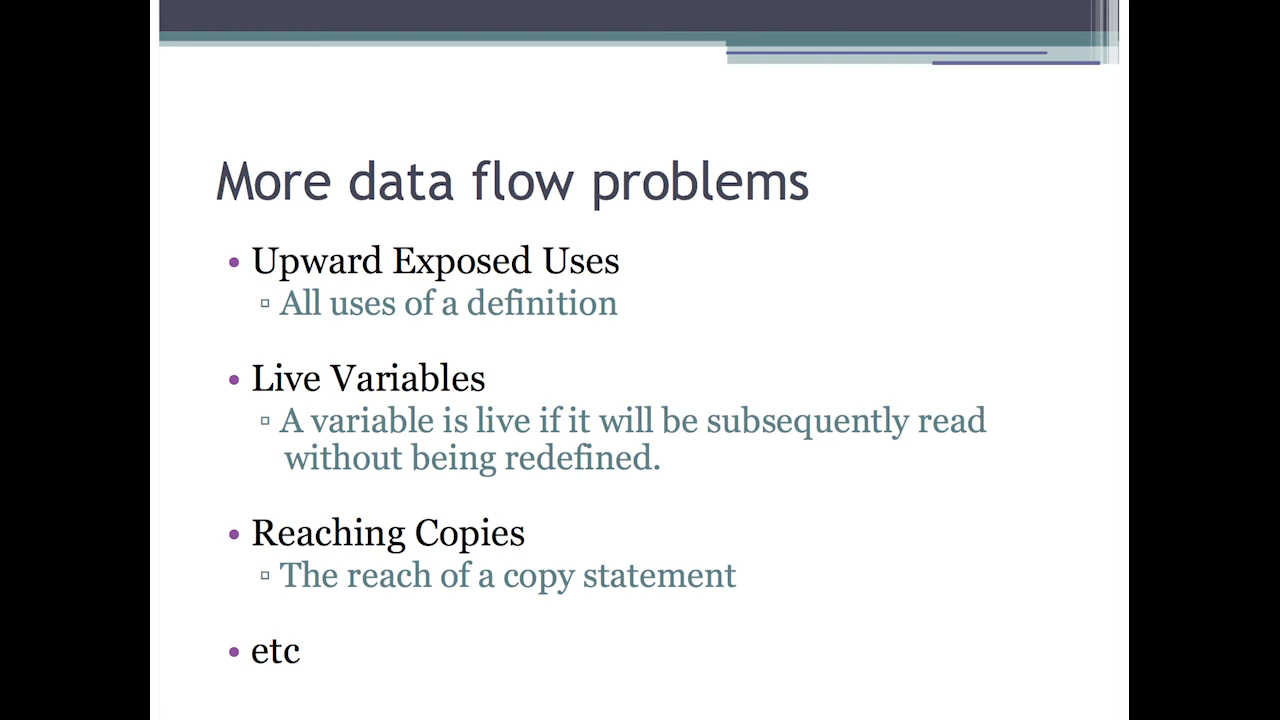 More data flow problems
• Upward Exposed Uses
▫ All uses of a definition
• Live Variables
▫ A variable is live if it will be subsequently read
without being redefined.
• Reaching Copies
▫ The reach of a copy statement
• etc